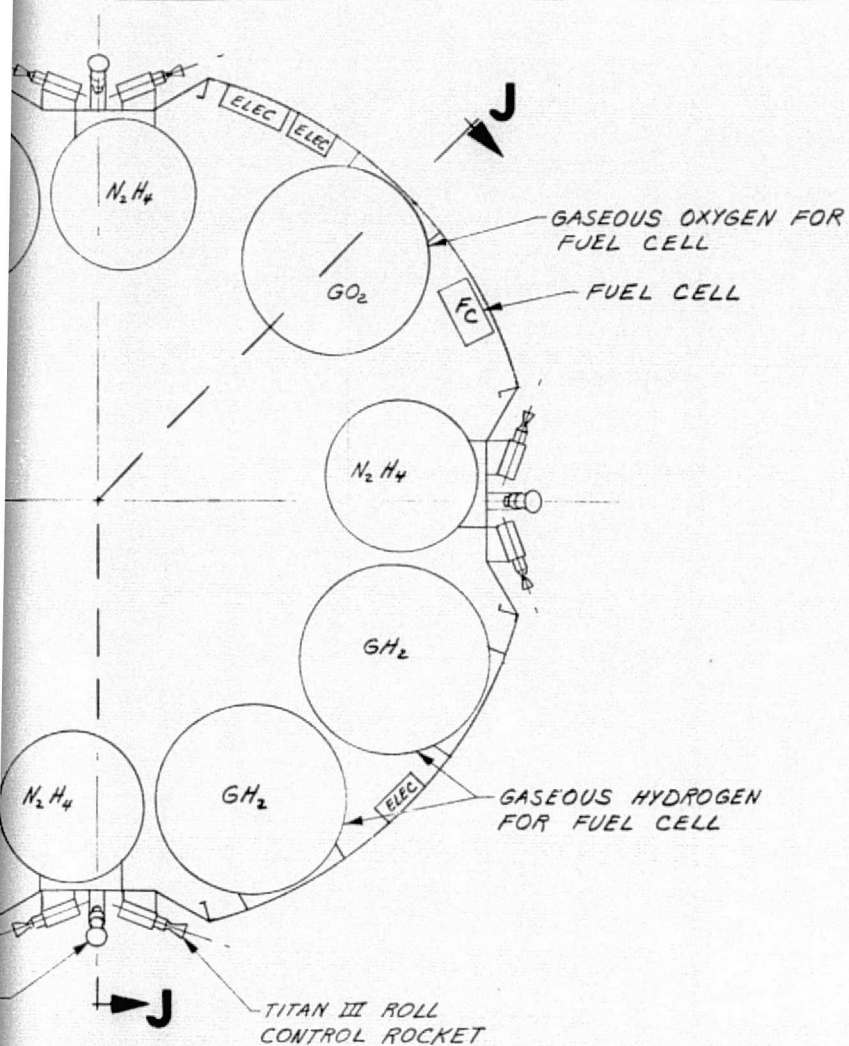 ELEC
ELEC
J
N₂H₄
GASEOUS OXYGEN FOR
FUEL CELL
GO₂
FC
FUEL CELL
N₂H₄
GH₂
N₂H₄
GH₂
ELEC
GASEOUS HYDROGEN
FOR FUEL CELL
J
TITAN III ROLL
CONTROL ROCKET